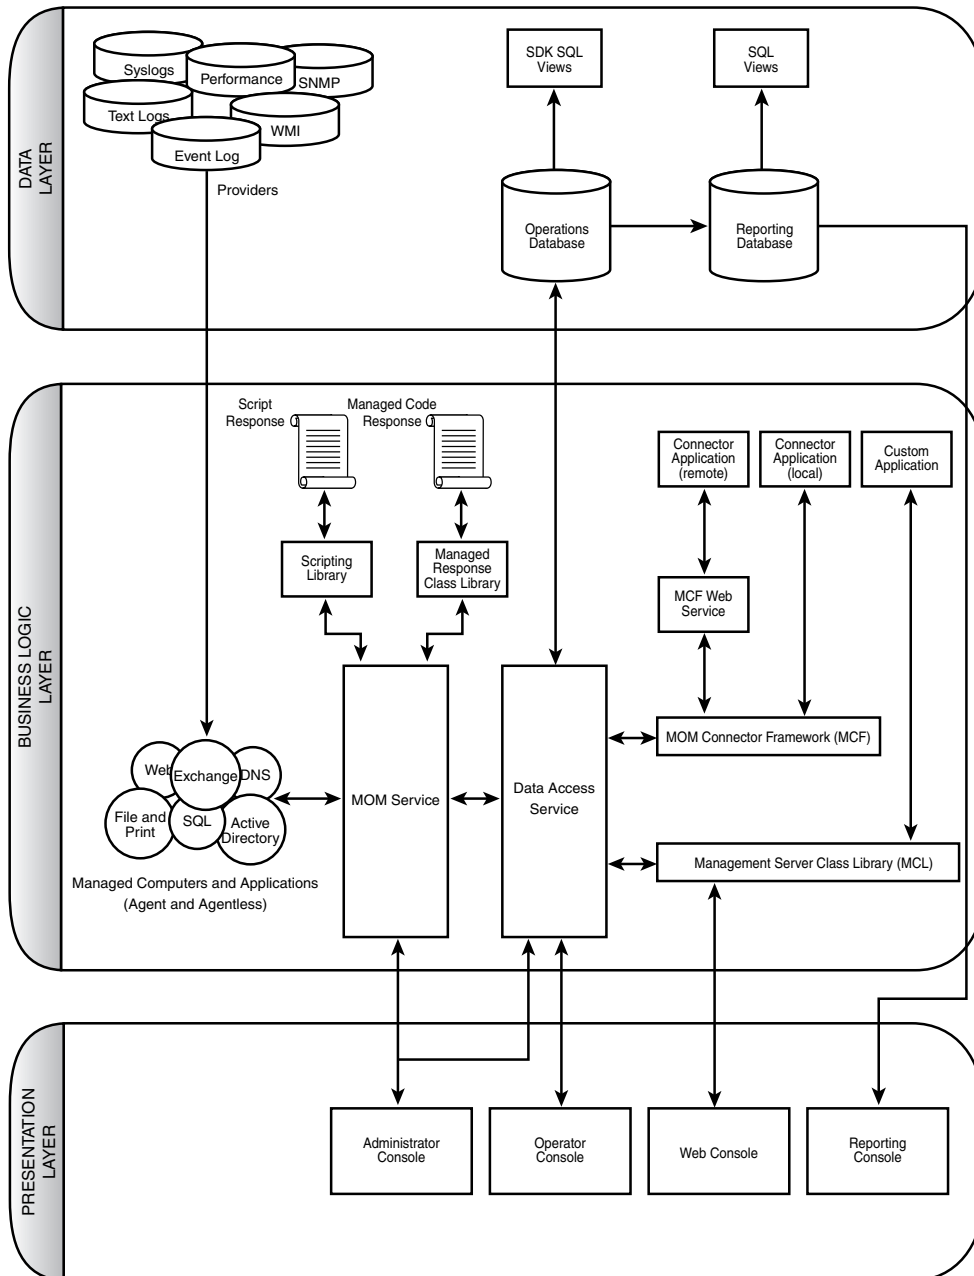 DATA
LAYER
Syslogs
Performance
SNMP
Text Logs
WMI
Event Log
Providers
SDK SQL
Views
SQL
Views
Operations
Database
Reporting
Database
BUSINESS LOGIC
LAYER
Script
Response
Managed Code
Response
Connector
Application
(remote)
Connector
Application
(local)
Custom
Application
Scripting
Library
Managed
Response
Class Library
MCF Web
Service
MOM Connector Framework (MCF)
Web
Exchange
DNS
File and
Print
SQL
Active
Directory
MOM Service
Data Access
Service
Management Server Class Library (MCL)
Managed Computers and Applications
(Agent and Agentless)
PRESENTATION
LAYER
Administrator
Console
Operator
Console
Web Console
Reporting
Console